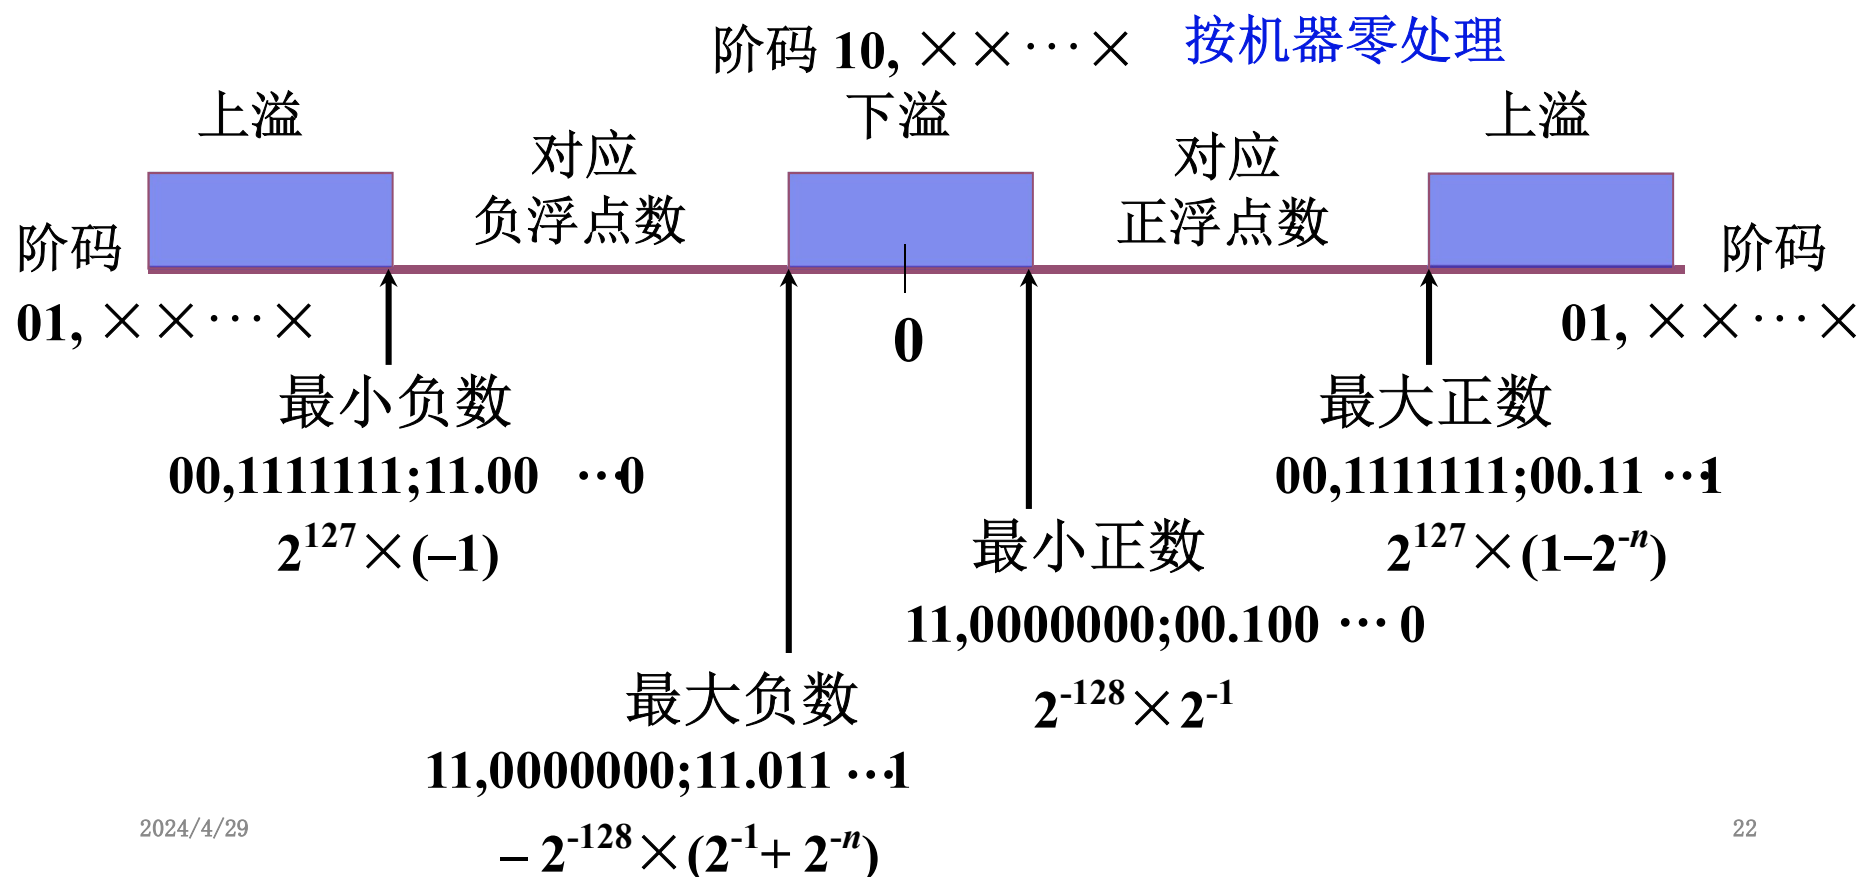 阶码 10, ××···× 按机器零处理
上溢 下溢 上溢
对应 对应
负浮点数 正浮点数
阶码 阶码
01, ××···× 0 01, ××···×
最小负数 最大正数
00,1111111;11.00 ···0 00,1111111;00.11 ···1
2¹²⁷×(–1) 2¹²⁷×(1–2⁻ⁿ)
最小正数
11,0000000;00.100 ··· 0
2⁻¹²⁸×2⁻¹
最大负数
11,0000000;11.011 ···1
– 2⁻¹²⁸×(2⁻¹+ 2⁻ⁿ)
2024/4/29 22